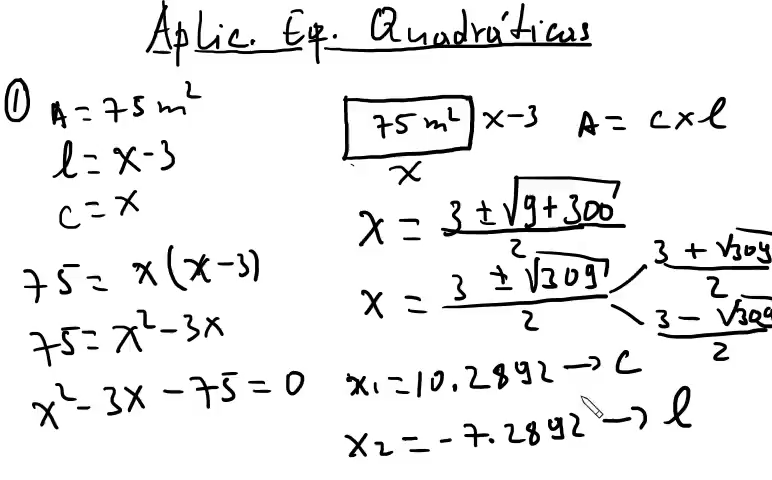 Aplic. Eq. Quadráticas
① A = 75 m²
l = x - 3
c = x
75 = x(x - 3)
75 = x² - 3x
x² - 3x - 75 = 0
75 m² x - 3 A = c x l
x
x = 3 ± √9 + 300 / 2
x = 3 ± √309 / 2
3 + √309 / 2
3 - √309 / 2
x₁ = 10.2892 → c
x₂ = -7.2892 → l